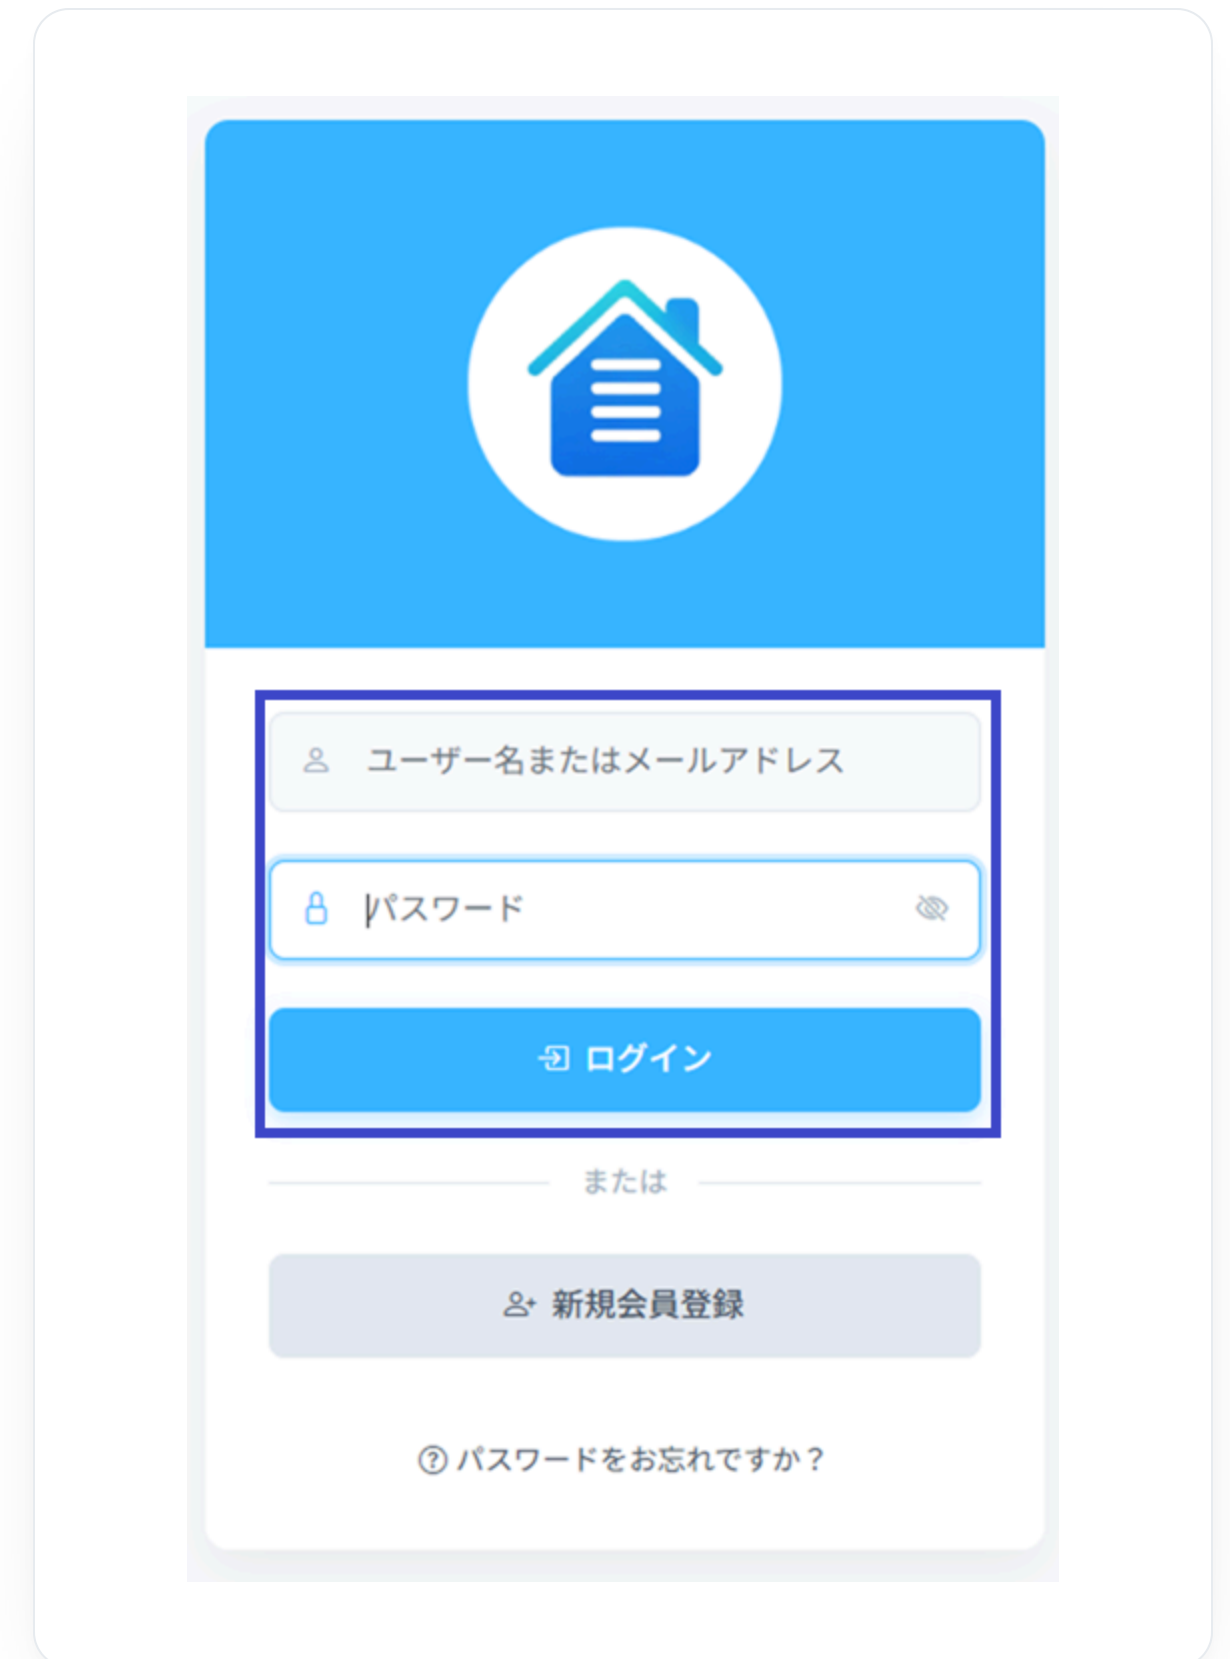 ユーザー名またはメールアドレス
パスワード
ログイン
または
新規会員登録
パスワードをお忘れですか？